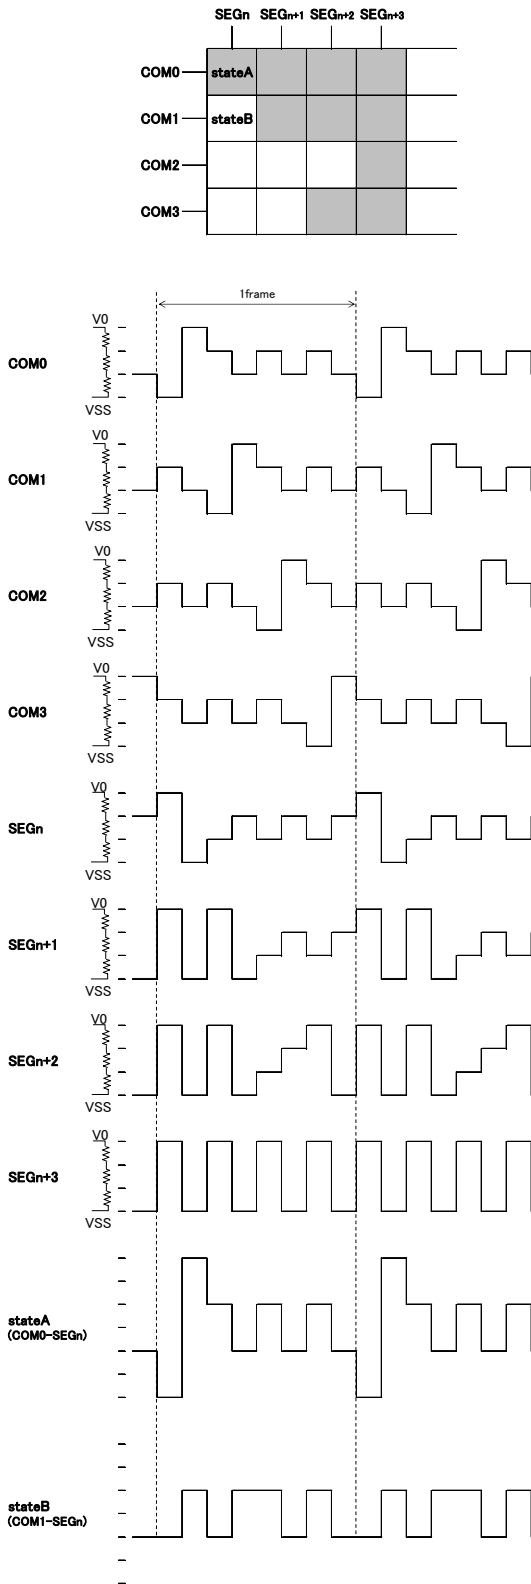 SEGn SEGn+1 SEGn+2 SEGn+3
COM0 stateA
COM1 stateB
COM2
COM3
1frame
V0
COM0
VSS
V0
COM1
VSS
V0
COM2
VSS
V0
COM3
VSS
V0
SEGn
VSS
V0
SEGn+1
VSS
V0
SEGn+2
VSS
V0
SEGn+3
VSS
stateA
(COM0-SEGn)
stateB
(COM1-SEGn)